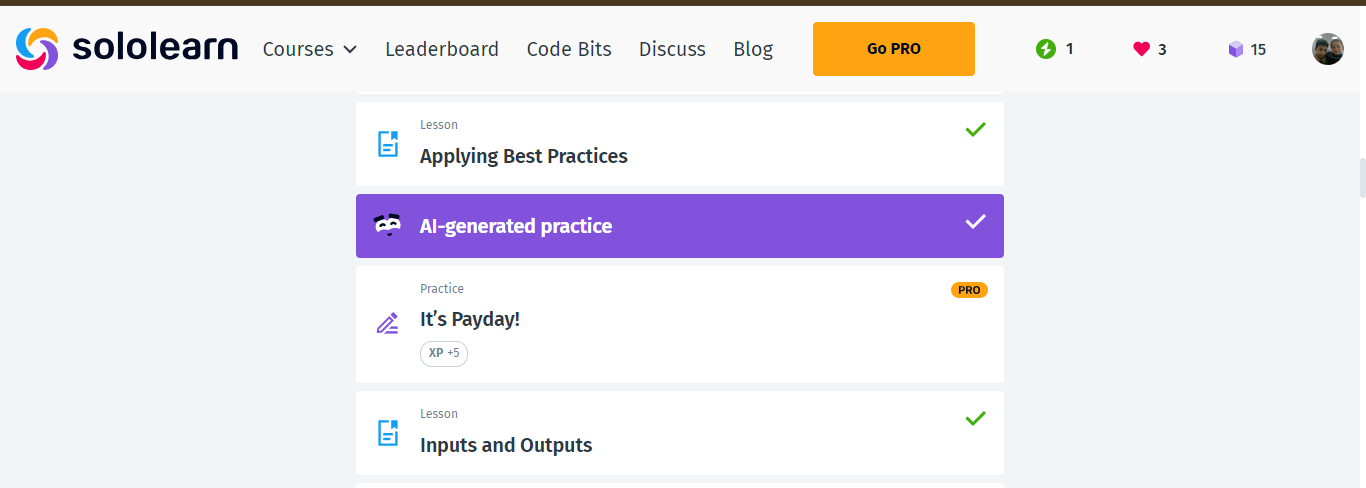 sololearn Courses Leaderboard Code Bits Discuss Blog Go PRO 1 3 15
Lesson
Applying Best Practices
AI-generated practice
Practice
PRO
It’s Payday!
XP +5
Lesson
Inputs and Outputs